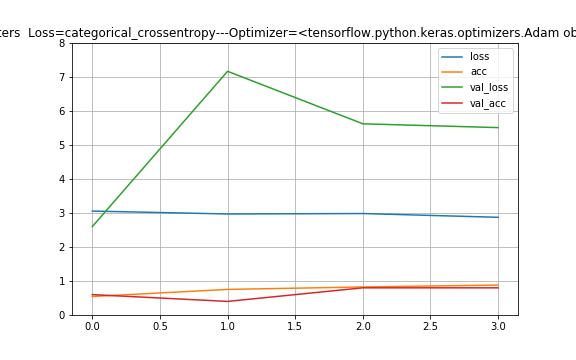 ters Loss=categorical_crossentropy---Optimizer=<tensorflow.python.keras.optimizers.Adam ob
8
7
6
5
4
3
2
1
0
loss
acc
val_loss
val_acc
0.0 0.5 1.0 1.5 2.0 2.5 3.0